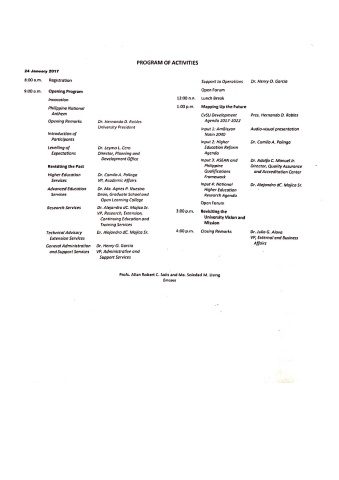 PROGRAM OF ACTIVITIES
24 January 2017
8:00 a.m. Registration
9:00 a.m. Opening Program
Invocation
Philippine National
Anthem
Opening Remarks Dr. Hernando D. Robles
University President
Introduction of
Participants
Levelling of Dr. Leyma L. Cero
Expectations Director, Planning and
Development Office
Revisiting the Past
Higher Education Dr. Camilo A. Polinga
Services VP, Academic Affairs
Advanced Education Dr. Ma. Agnes P. Nuestro
Services Dean, Graduate School and
Open Learning College
Research Services Dr. Alejandro dC. Mojica Sr.
VP, Research, Extension,
Continuing Education and
Training Services
Technical Advisory Dr. Alejandro dC. Mojica Sr.
Extension Services
General Administration Dr. Henry O. Garcia
and Support Services VP, Administrative and
Support Services
Support to Operations Dr. Henry O. Garcia
Open Forum
12:00 n.n Lunch Break
1:00 p.m. Mapping Up the Future
CvSU Development Pres. Hernando D. Robles
Agenda 2017-2022
Input 1: AmBisyon Audio-visual presentation
Natin 2040
Input 2: Higher Dr. Camilo A. Polinga
Education Reform
Agenda
Input 3: ASEAN and Dr. Adolfo C. Manuel Jr.
Philippine Director, Quality Assurance
Qualifications and Accreditation Center
Framework
Input 4: National Dr. Alejandro dC. Mojica Sr.
Higher Education
Research Agenda
Open Forum
3:00 p.m. Revisiting the
University Vision and
Mission
4:00 p.m. Closing Remarks Dr. Julio G. Alava
VP, External and Business
Affairs
Profs. Allan Robert C. Solis and Ma. Soledad M. Lising
Emcees